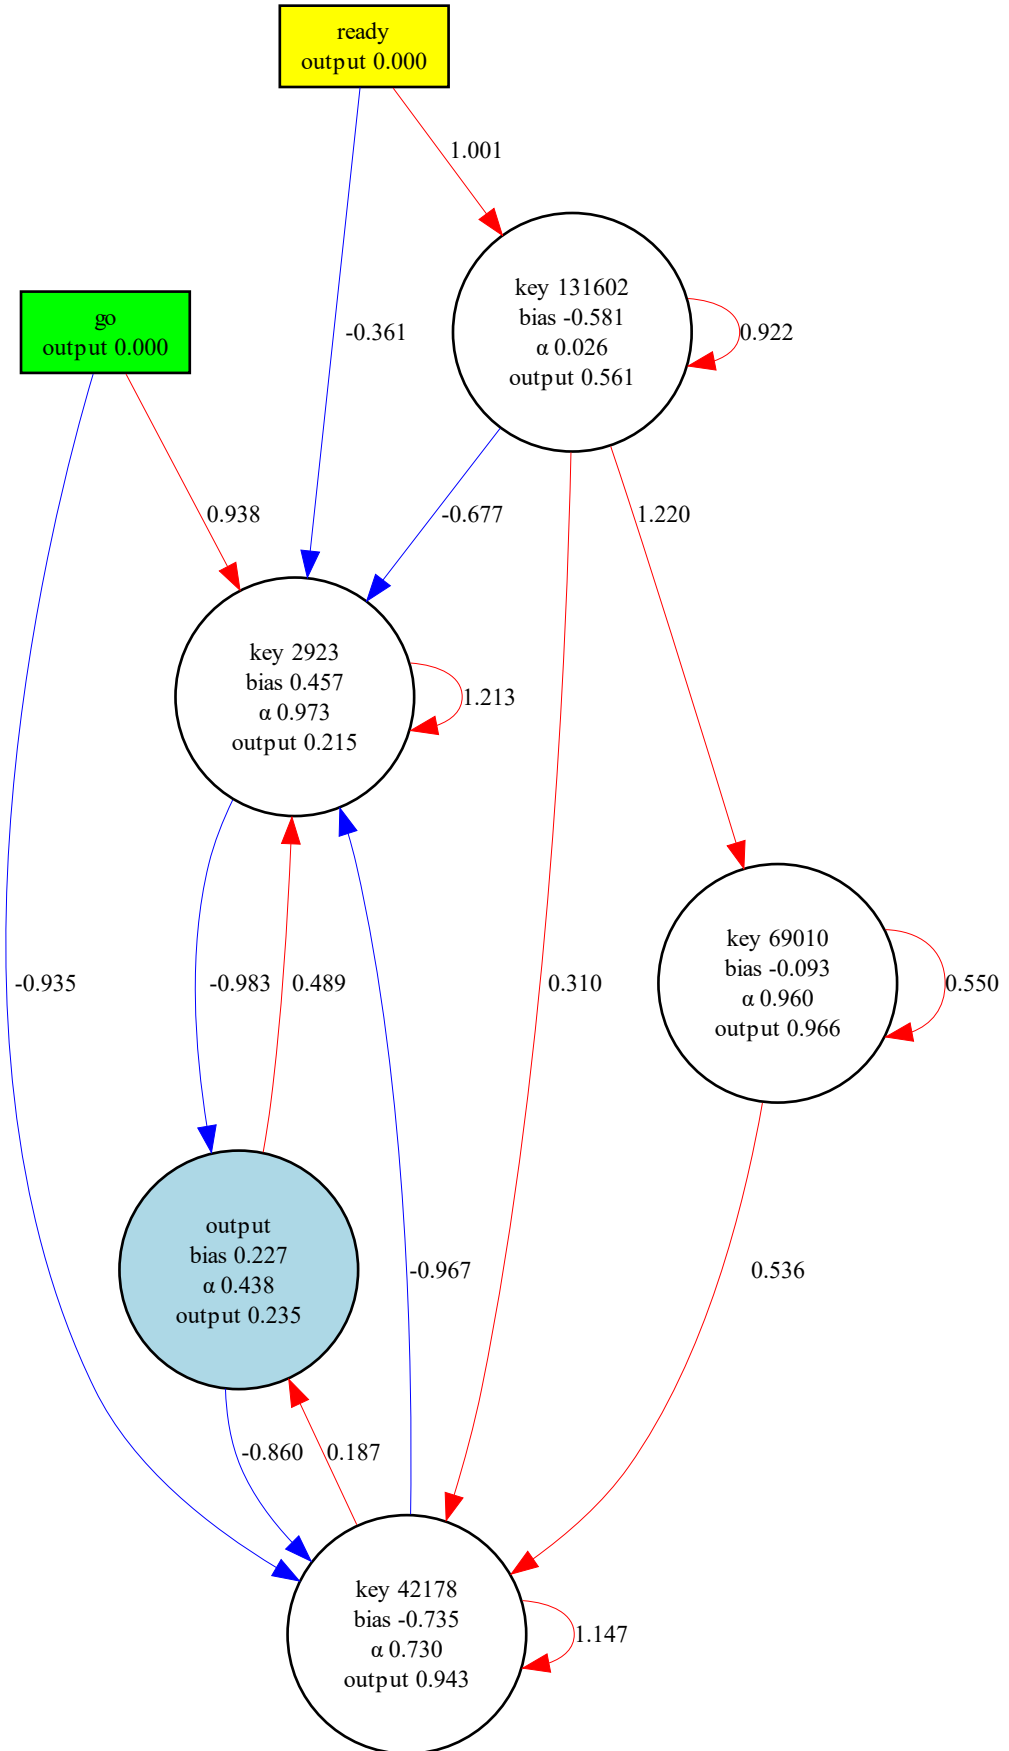 ready
output 0.000
1.001
key 131602
bias -0.581
α 0.026
output 0.561
0.922
go
output 0.000
-0.361
0.938
-0.677
1.220
key 2923
bias 0.457
α 0.973
output 0.215
1.213
key 69010
bias -0.093
α 0.960
output 0.966
0.550
-0.935
-0.983
0.489
0.310
output
bias 0.227
α 0.438
output 0.235
-0.967
0.536
-0.860
0.187
key 42178
bias -0.735
α 0.730
output 0.943
1.147